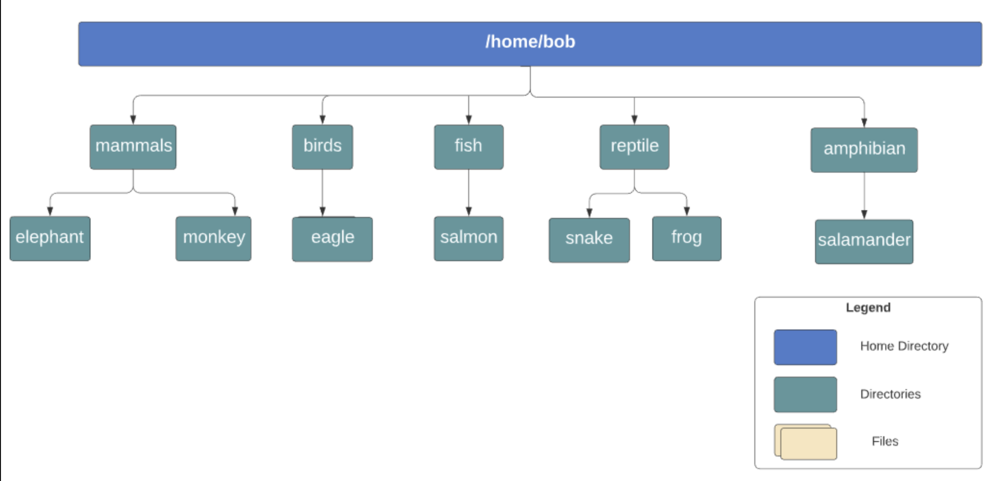 /home/bob
mammals
birds
fish
reptile
amphibian
elephant
monkey
eagle
salmon
snake
frog
salamander
Legend
Home Directory
Directories
Files